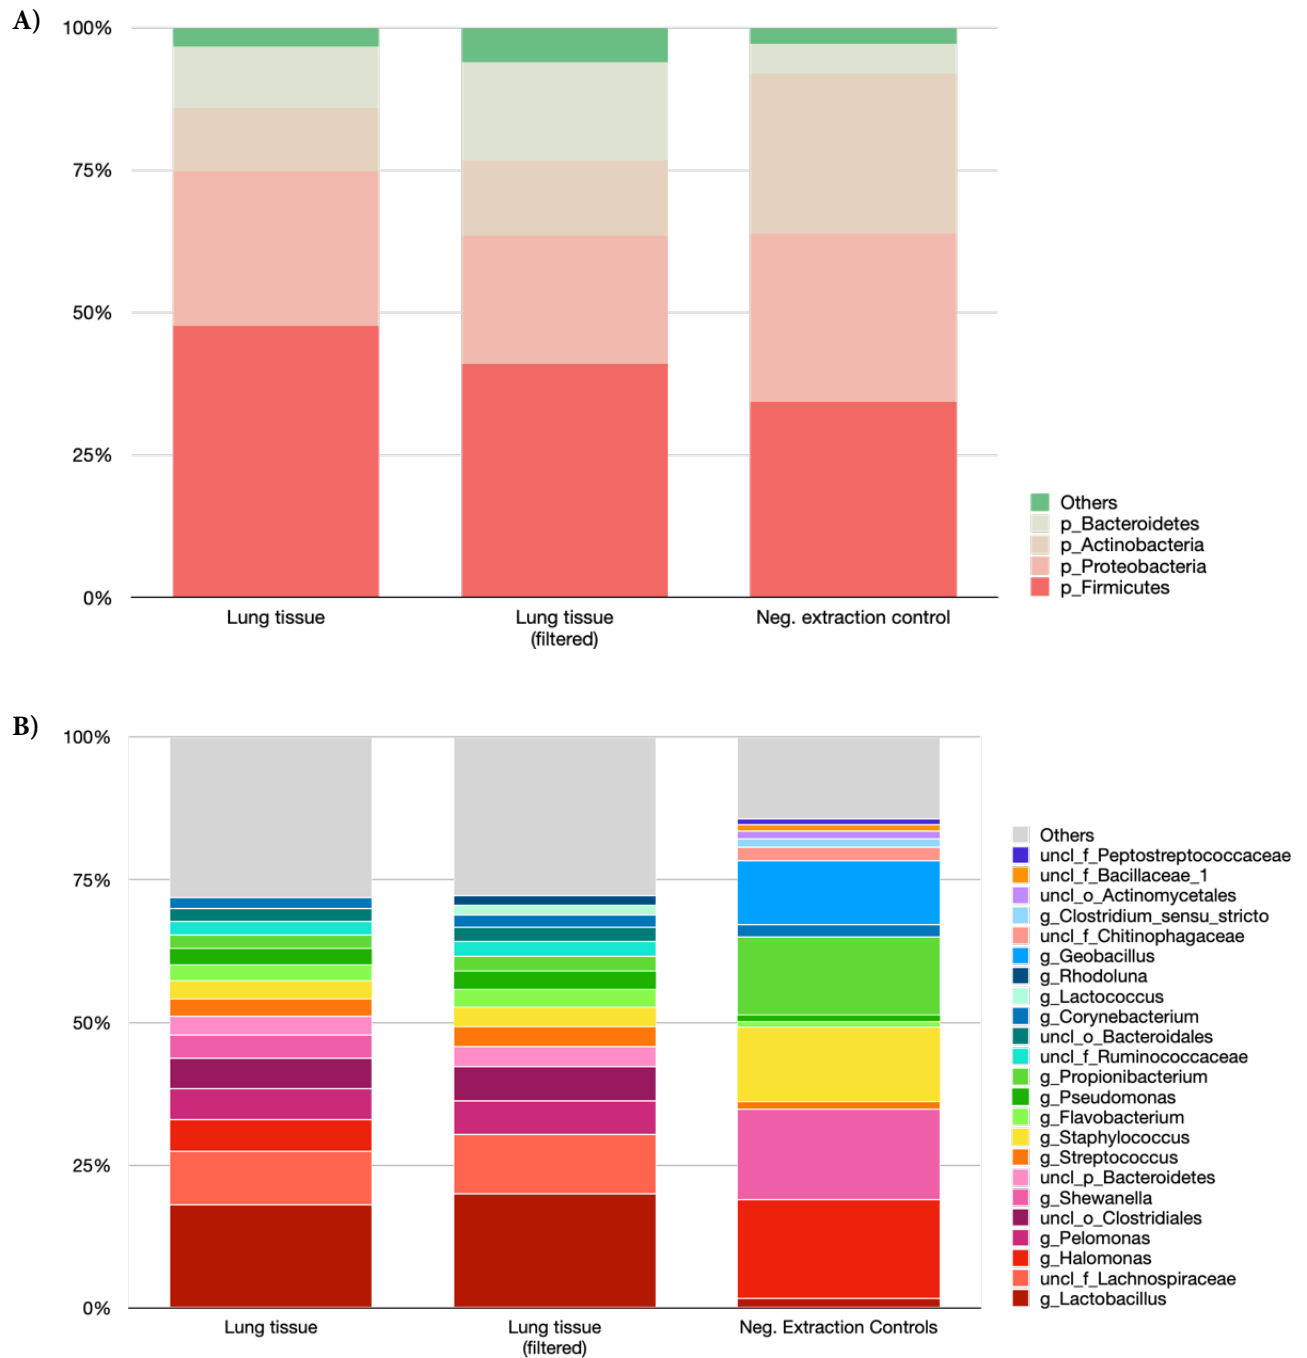 A)
100%
75%
50%
25%
0%
Lung tissue
Lung tissue
(filtered)
Neg. extraction control
Others
p_Bacteroidetes
p_Actinobacteria
p_Proteobacteria
p_Firmicutes
B)
100%
75%
50%
25%
0%
Lung tissue
Lung tissue
(filtered)
Neg. Extraction Controls
Others
uncl_f_Peptostreptococcaceae
uncl_f_Bacillaceae_1
uncl_o_Actinomycetales
g_Clostridium_sensu_stricto
uncl_f_Chitinophagaceae
g_Geobacillus
g_Rhodoluna
g_Lactococcus
g_Corynebacterium
uncl_o_Bacteroidales
uncl_f_Ruminococcaceae
g_Propionibacterium
g_Pseudomonas
g_Flavobacterium
g_Staphylococcus
g_Streptococcus
uncl_p_Bacteroidetes
g_Shewanella
uncl_o_Clostridiales
g_Pelomonas
g_Halomonas
uncl_f_Lachnospiraceae
g_Lactobacillus